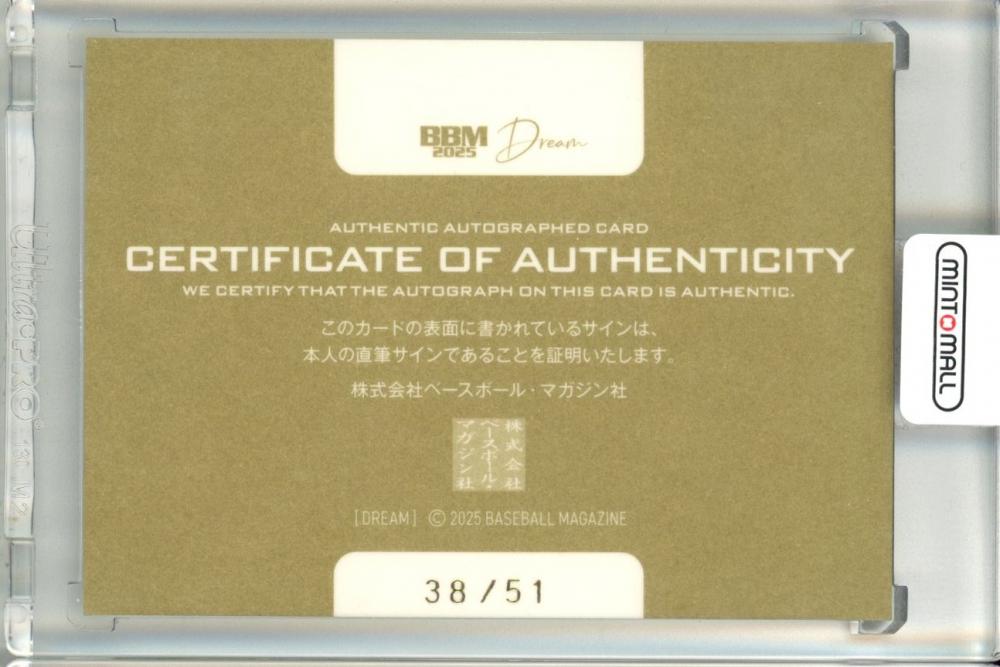 BBM
2025
Dream
AUTHENTIC AUTOGRAPHED CARD
CERTIFICATE OF AUTHENTICITY
WE CERTIFY THAT THE AUTOGRAPH ON THIS CARD IS AUTHENTIC.
このカードの表面に書かれているサインは、
本人の直筆サインであることを証明いたします。
株式会社ベースボール・マガジン社
株式会社
ベースボール・
マガジン社
[DREAM] © 2025 BASEBALL MAGAZINE
38/51
MINT MALL
UltraPRO® 130 M2